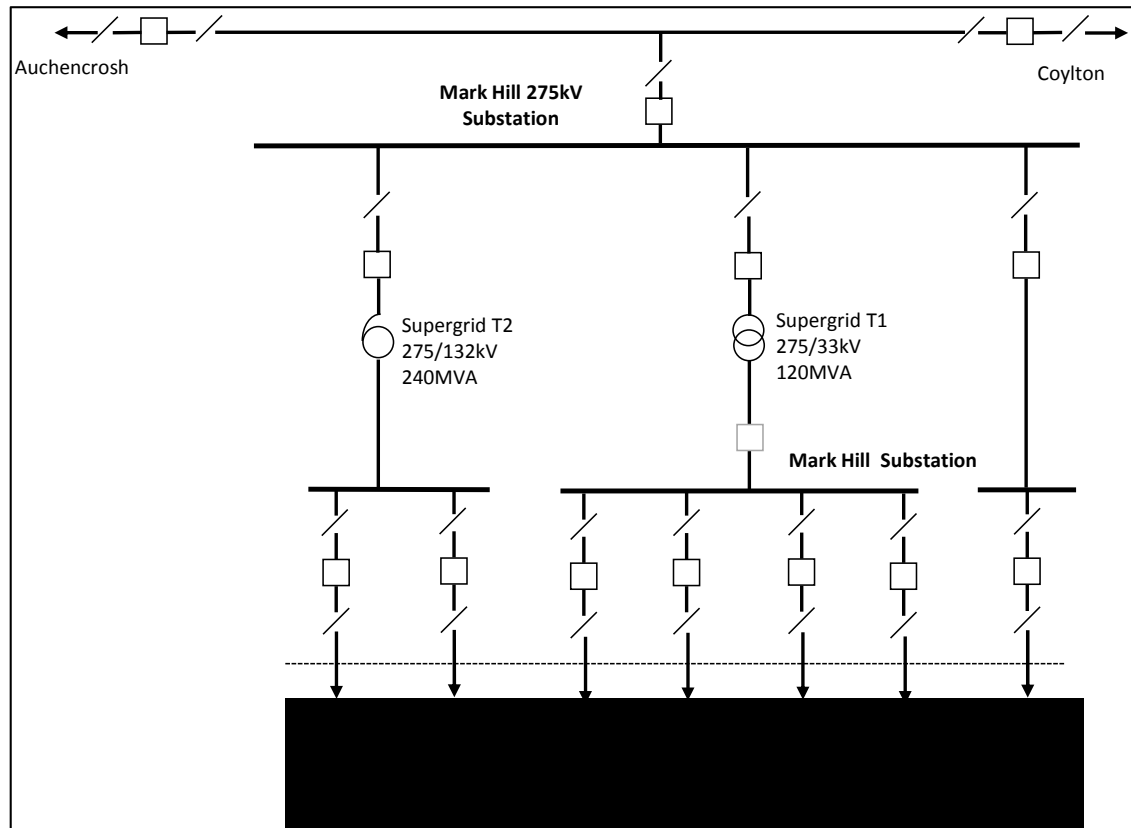 Auchencrosh
Coylton
Mark Hill 275kV
Substation
Supergrid T2
275/132kV
240MVA
Supergrid T1
275/33kV
120MVA
Mark Hill  Substation